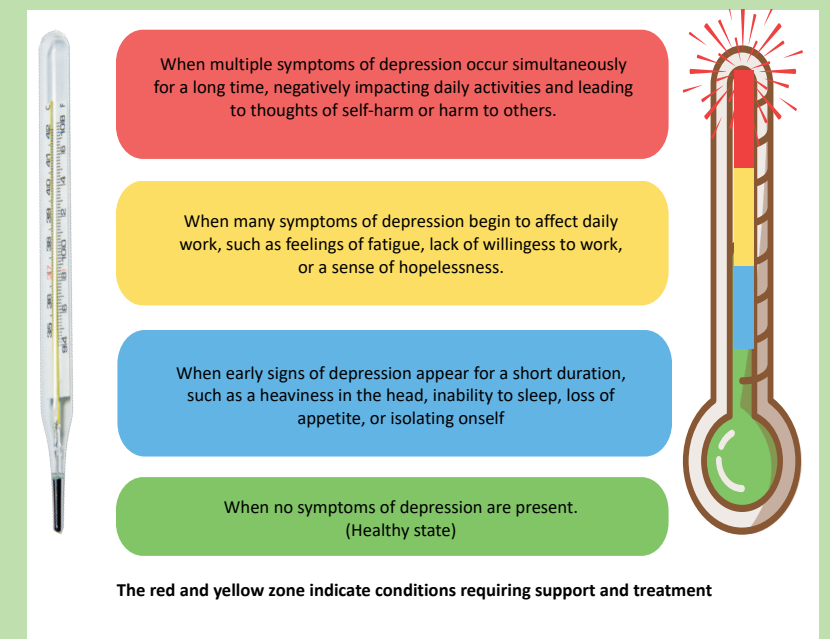 When multiple symptoms of depression occur simultaneously
for a long time, negatively impacting daily activities and leading
to thoughts of self-harm or harm to others.
When many symptoms of depression begin to affect daily
work, such as feelings of fatigue, lack of willingess to work,
or a sense of hopelessness.
When early signs of depression appear for a short duration,
such as a heaviness in the head, inability to sleep, loss of
appetite, or isolating onself
When no symptoms of depression are present.
(Healthy state)
The red and yellow zone indicate conditions requiring support and treatment